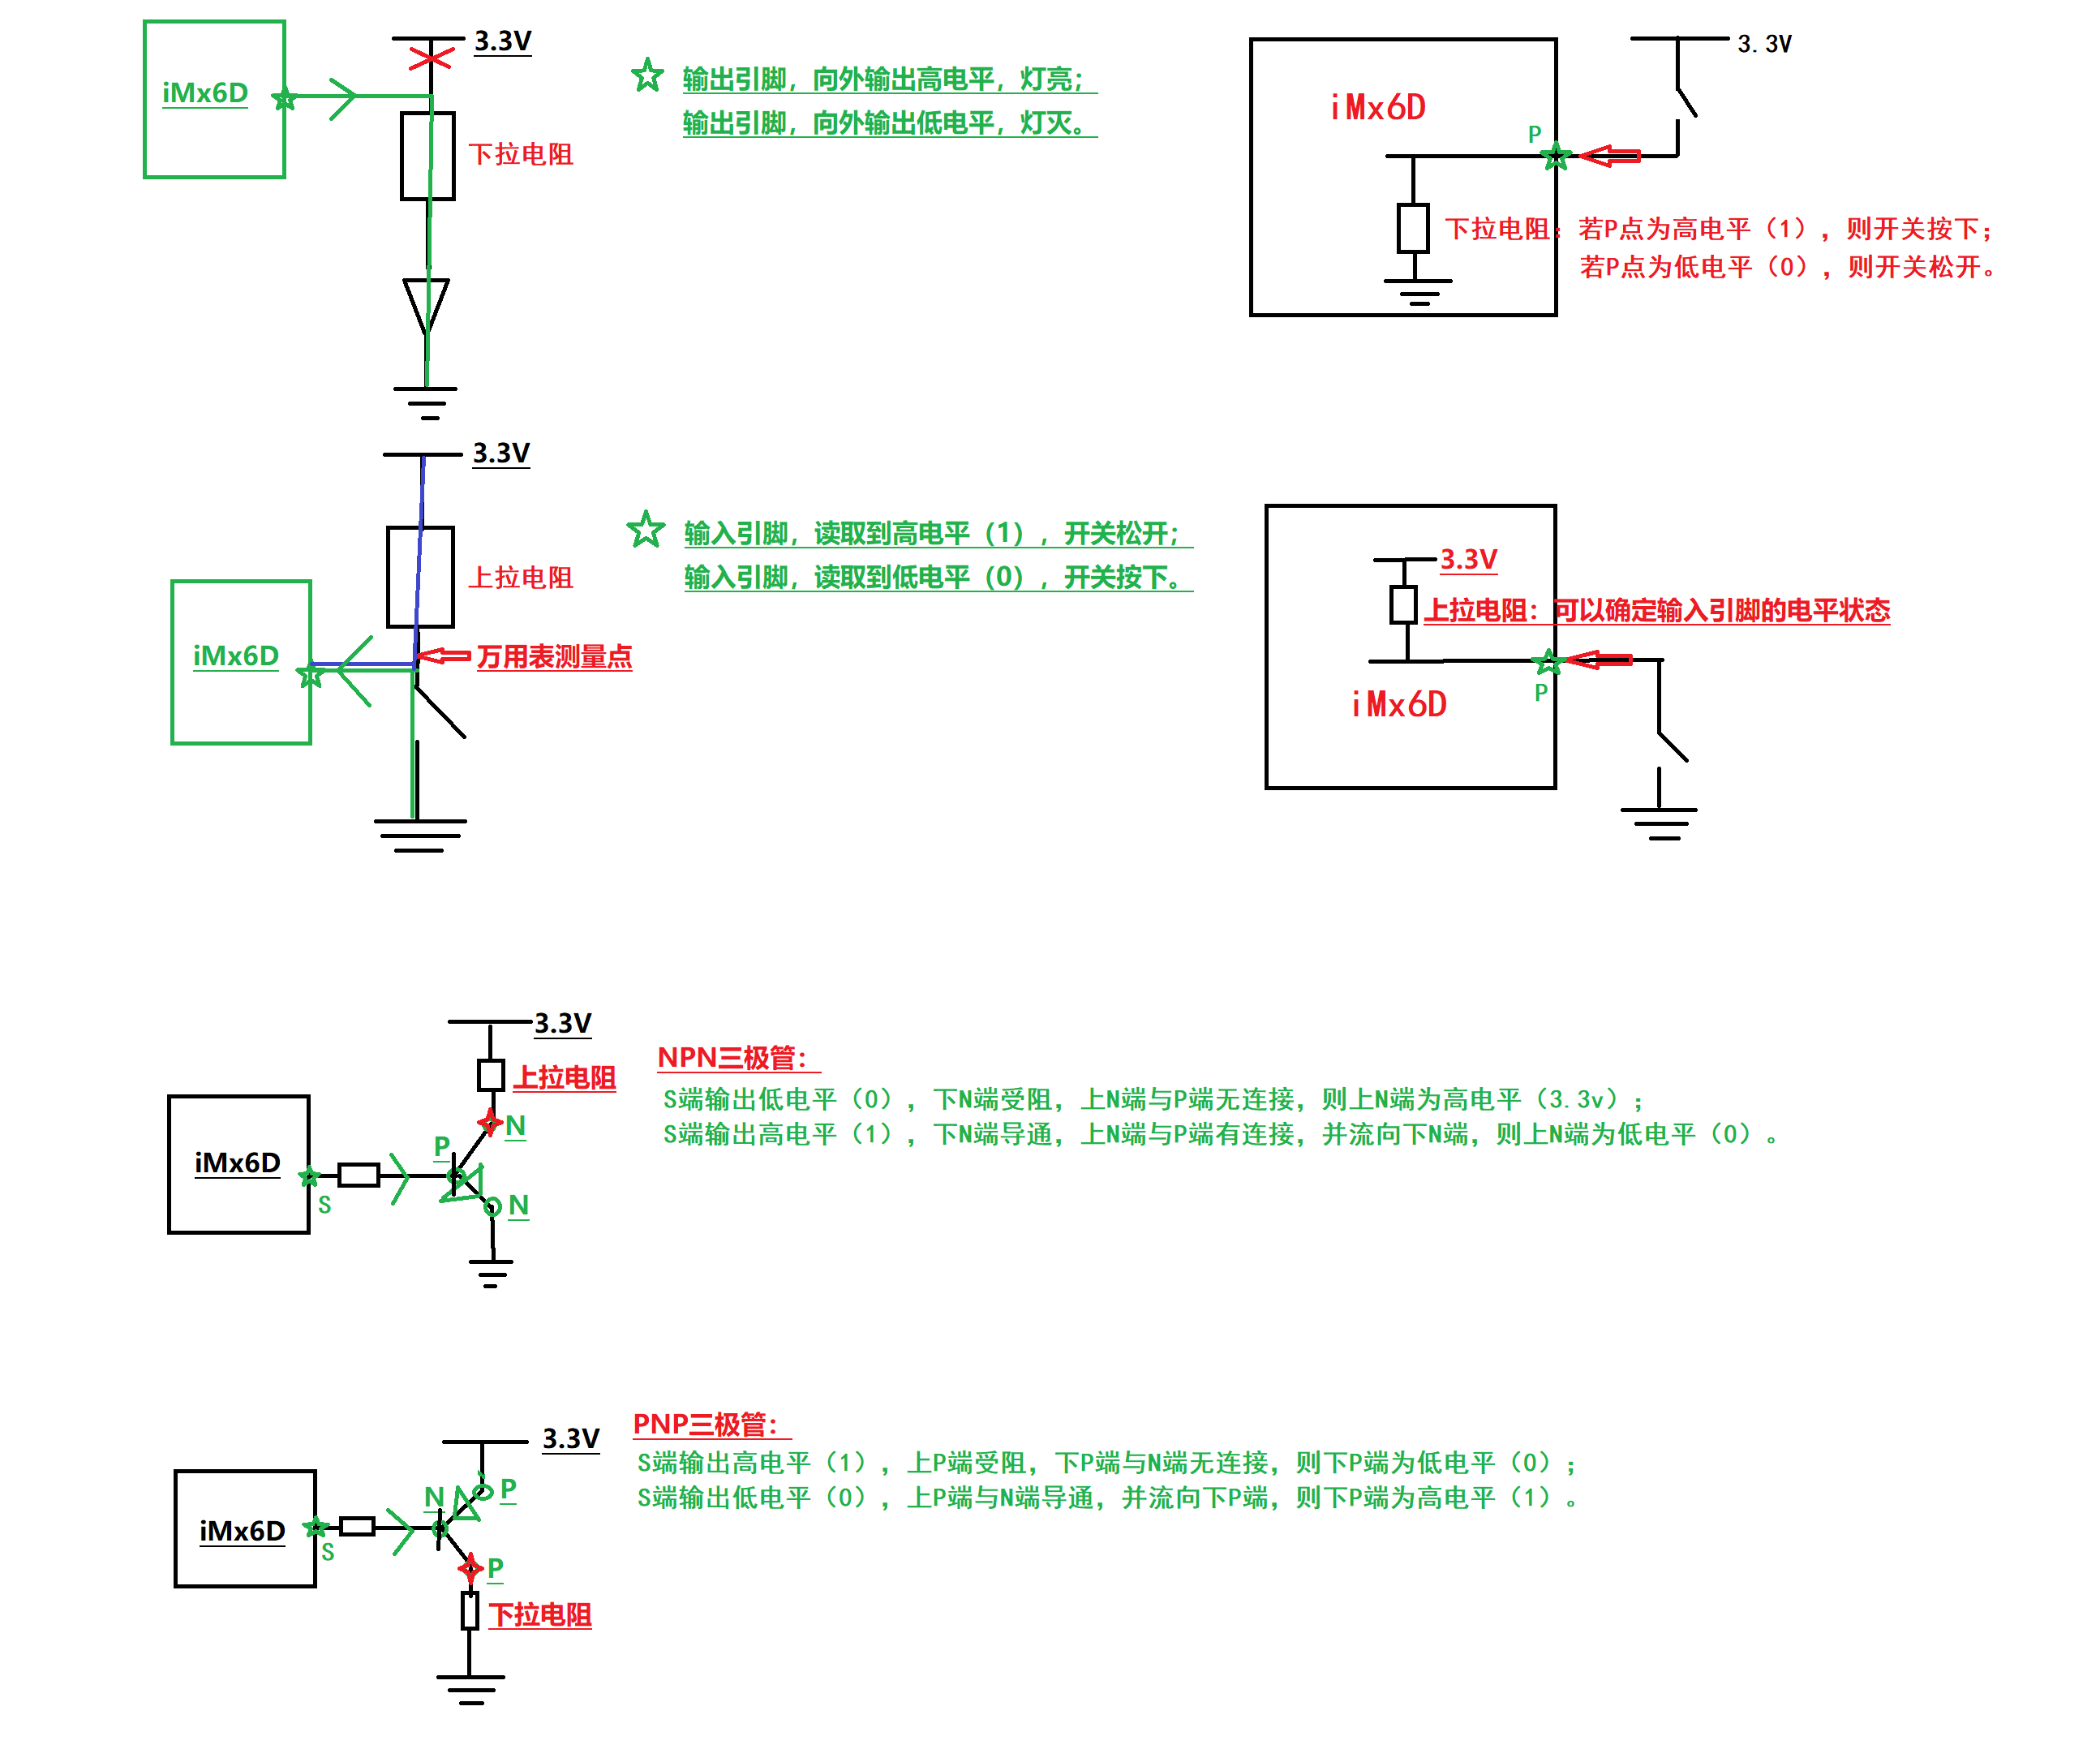 iMx6D
3.3V
下拉电阻
输出引脚，向外输出高电平，灯亮；
输出引脚，向外输出低电平，灯灭。
3.3V
iMx6D
P
下拉电阻：若P点为高电平（1），则开关按下；
若P点为低电平（0），则开关松开。
3.3V
上拉电阻
iMx6D
万用表测量点
输入引脚，读取到高电平（1），开关松开；
输入引脚，读取到低电平（0），开关按下。
3.3V
上拉电阻：可以确定输入引脚的电平状态
P
iMx6D
3.3V
上拉电阻
N
P
iMx6D
S
N
NPN三极管：
S端输出低电平（0），下N端受阻，上N端与P端无连接，则上N端为高电平（3.3v）；
S端输出高电平（1），下N端导通，上N端与P端有连接，并流向下N端，则上N端为低电平（0）。
3.3V
P
N
iMx6D
S
P
下拉电阻
PNP三极管：
S端输出高电平（1），上P端受阻，下P端与N端无连接，则下P端为低电平（0）；
S端输出低电平（0），上P端与N端导通，并流向下P端，则下P端为高电平（1）。